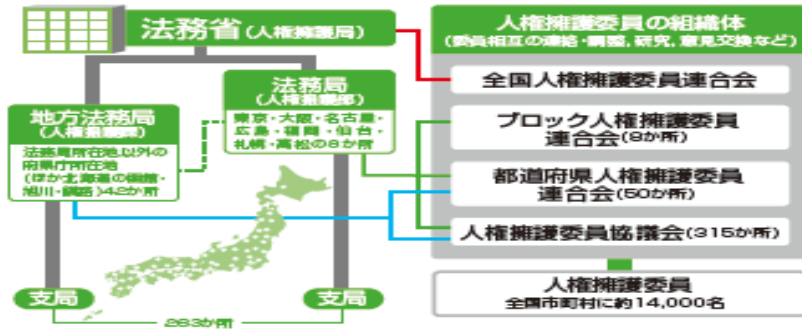 法務省(人権擁護局)
法務局
(人権擁護部)
東京・大阪・名古屋・
広島・福岡・仙台・
札幌・高松の8か所
地方法務局
(人権擁護課)
法務局所在地以外の
府県庁所在地
(ほか北海道の函館・
旭川・釧路)42か所
支局
支局
263か所
人権擁護委員の組織体
(委員相互の連絡・調整,研究,意見交換など)
全国人権擁護委員連合会
ブロック人権擁護委員
連合会(8か所)
都道府県人権擁護委員
連合会(50か所)
人権擁護委員協議会(315か所)
人権擁護委員
全国市町村に約14,000名